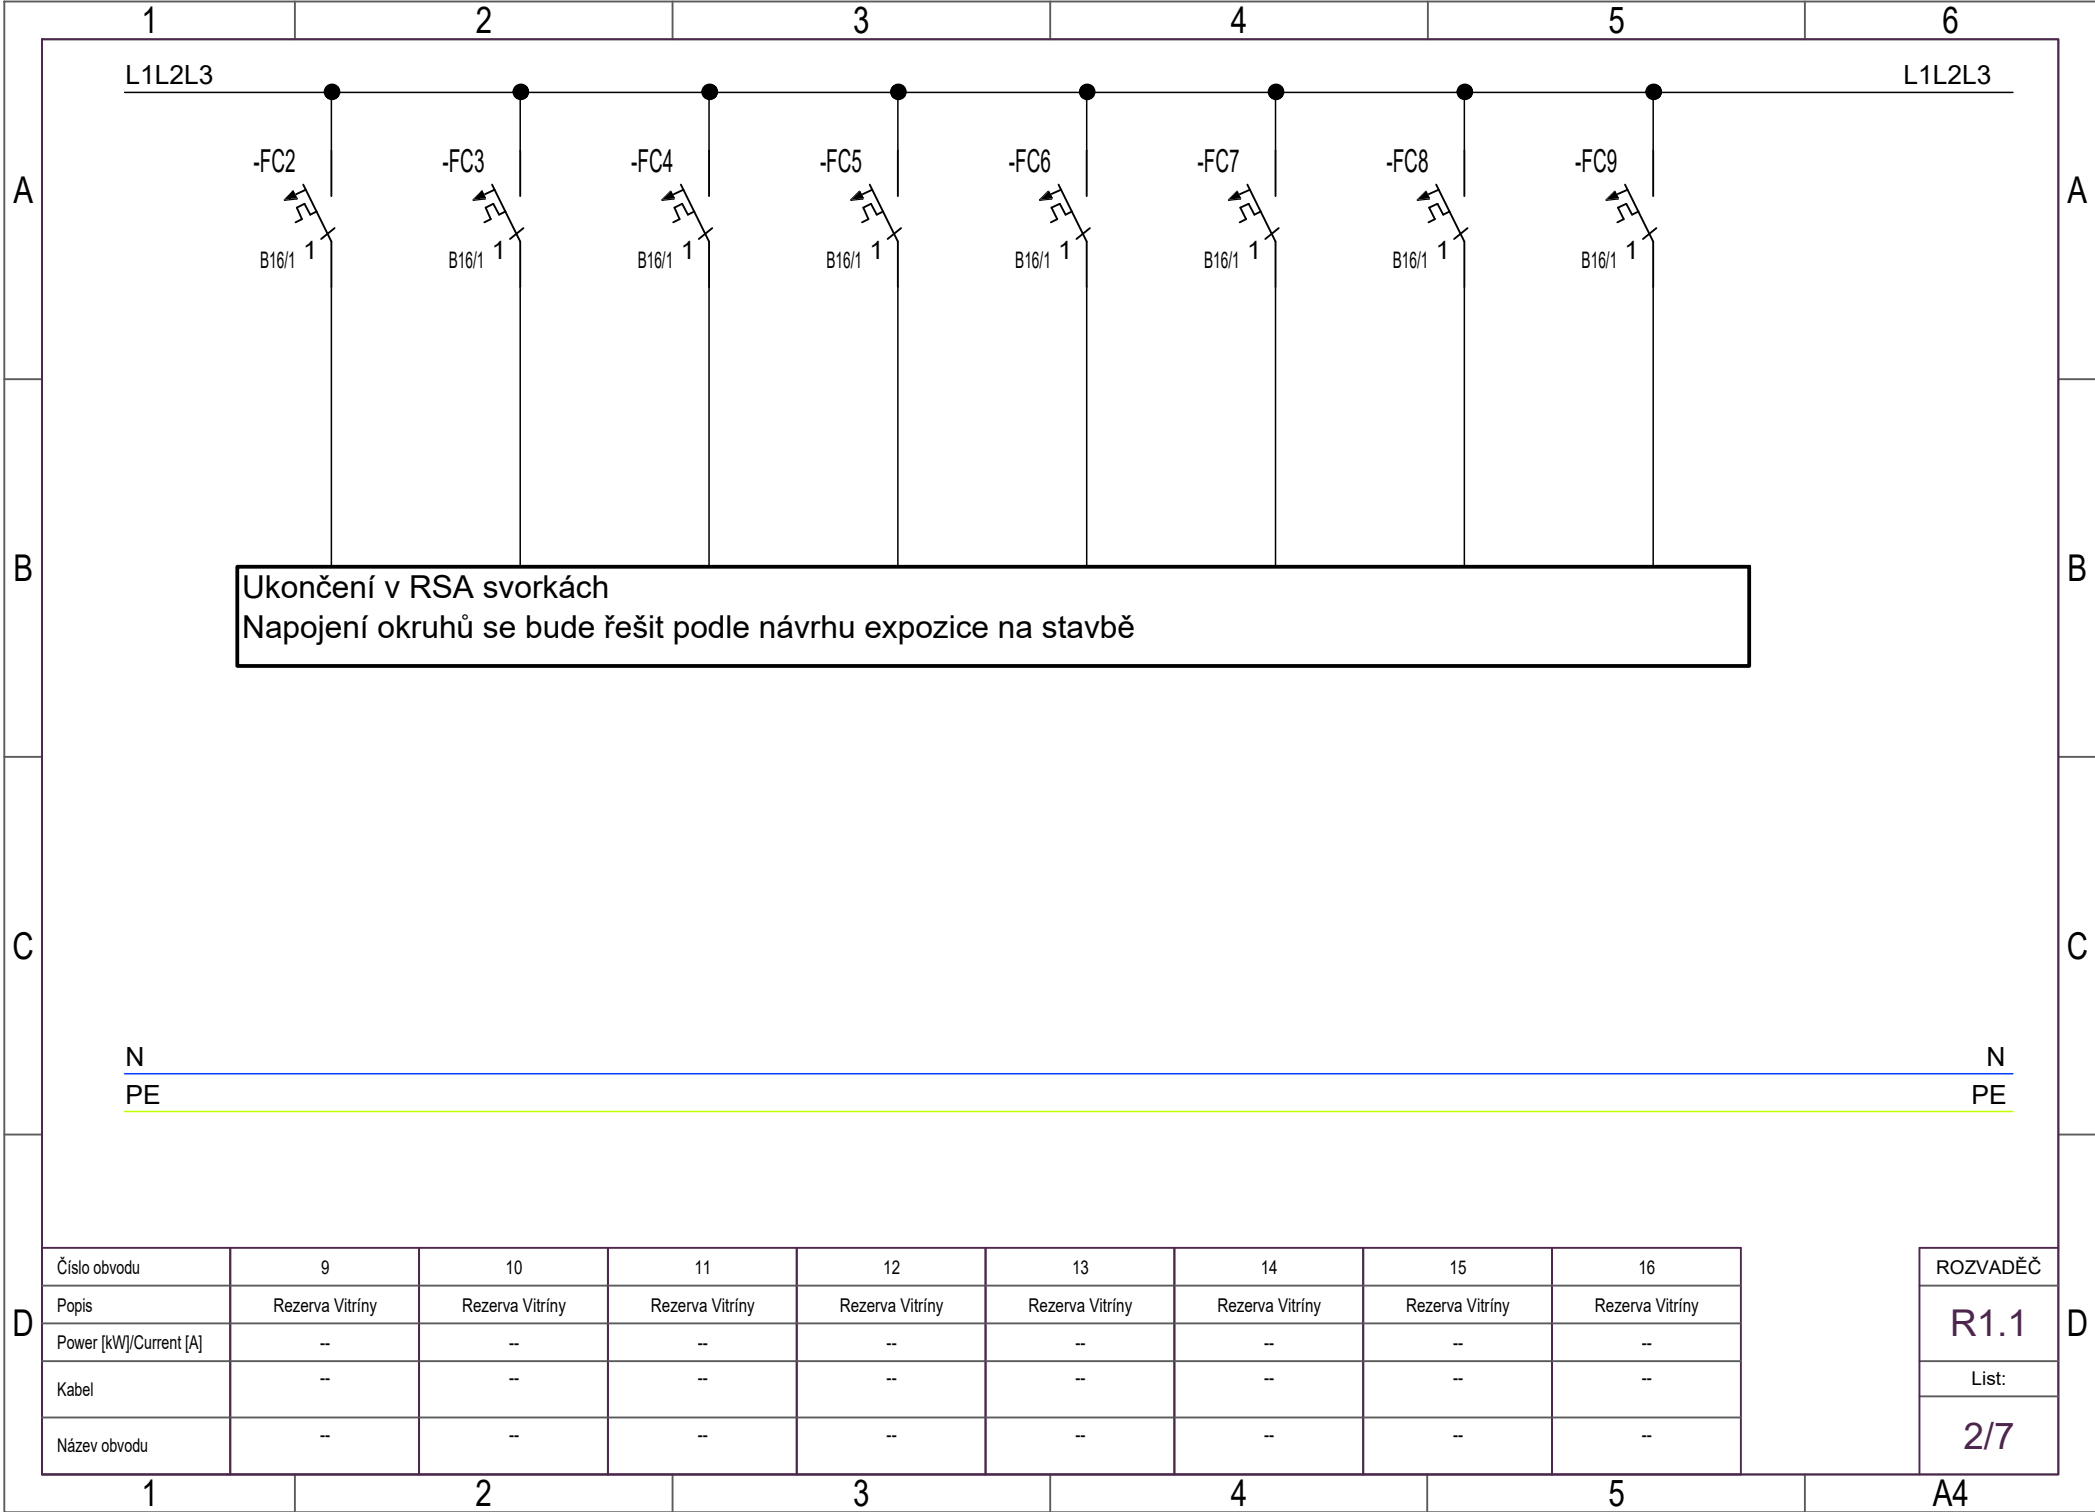 1 2 3 4 5 6
L1L2L3 L1L2L3
-FC2 -FC3 -FC4 -FC5 -FC6 -FC7 -FC8 -FC9
A A
B16/1 1 B16/1 1 B16/1 1 B16/1 1 B16/1 1 B16/1 1 B16/1 1 B16/1 1
B B
Ukončení v RSA svorkách
Napojení okruhů se bude řešit podle návrhu expozice na stavbě
C C
N N
PE PE
Číslo obvodu 9 10 11 12 13 14 15 16 ROZVADĚČ
Popis Rezerva Vitríny Rezerva Vitríny Rezerva Vitríny Rezerva Vitríny Rezerva Vitríny Rezerva Vitríny Rezerva Vitríny Rezerva Vitríny
D R1.1 D
Power [kW]/Current [A] -- -- -- -- -- -- -- --
Kabel -- -- -- -- -- -- -- -- List:
Název obvodu -- -- -- -- -- -- -- -- 2/7
1 2 3 4 5 A4